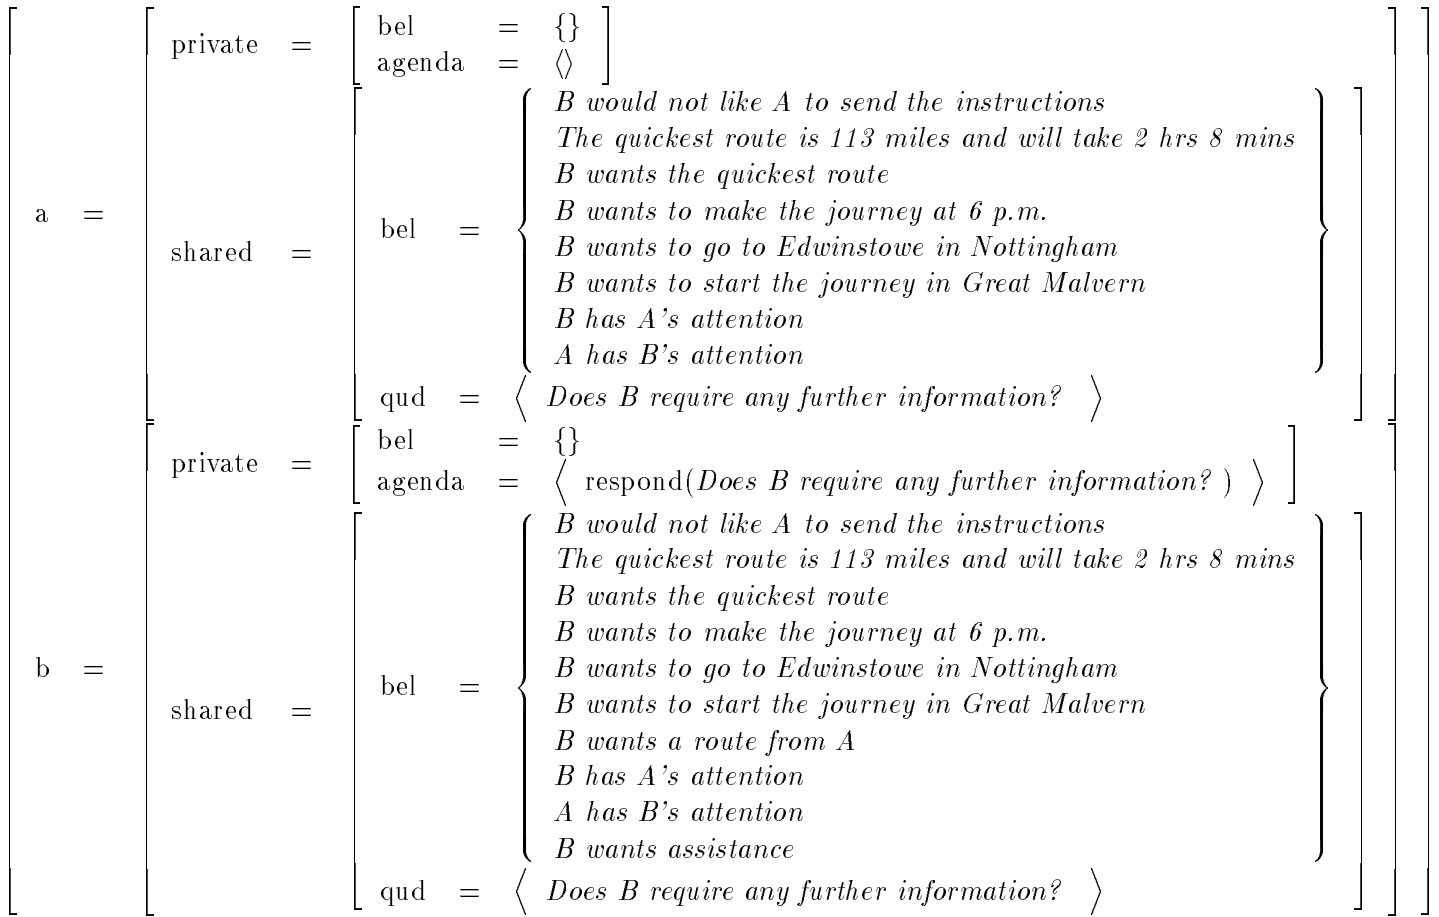 bel = {}
private =
agenda = ⟨⟩
B would not like A to send the instructions
The quickest route is 113 miles and will take 2 hrs 8 mins
B wants the quickest route
B wants to make the journey at 6 p.m.
a =
bel =
B wants to go to Edwinstowe in Nottingham
shared =
B wants to start the journey in Great Malvern
B has A's attention
A has B's attention
qud = ⟨ Does B require any further information? ⟩
bel = {}
private =
agenda = ⟨ respond(Does B require any further information? ) ⟩
B would not like A to send the instructions
The quickest route is 113 miles and will take 2 hrs 8 mins
B wants the quickest route
B wants to make the journey at 6 p.m.
b =
B wants to go to Edwinstowe in Nottingham
bel =
B wants to start the journey in Great Malvern
shared =
B wants a route from A
B has A's attention
A has B's attention
B wants assistance
qud = ⟨ Does B require any further information? ⟩